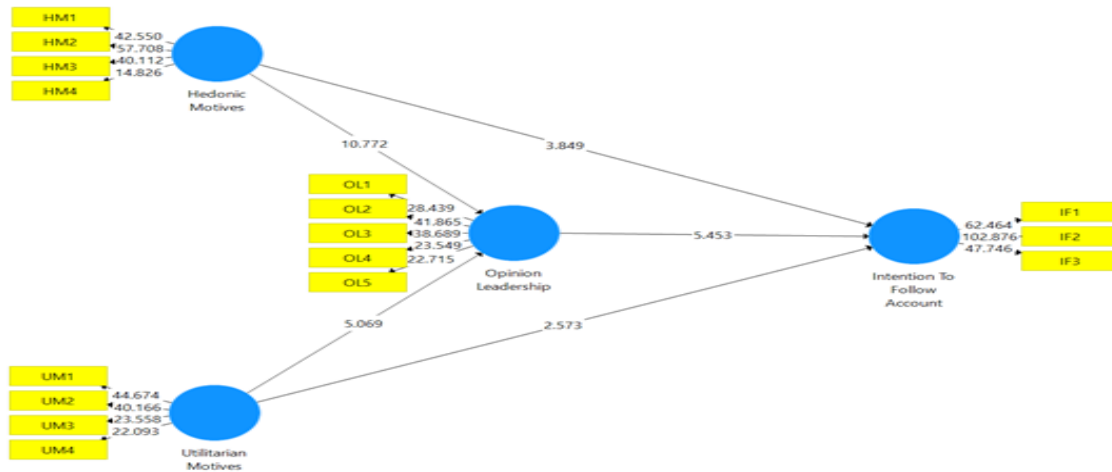 HM1
HM2
HM3
HM4
42.550
57.708
40.112
14.826
Hedonic
Motives
10.772
3.849
OL1
OL2
OL3
OL4
OL5
28.439
41.865
38.689
23.549
22.715
Opinion
Leadership
5.453
62.464
102.876
47.746
IF1
IF2
IF3
Intention To
Follow
Account
5.069
2.573
UM1
UM2
UM3
UM4
44.674
40.166
23.558
22.093
Utilitarian
Motives